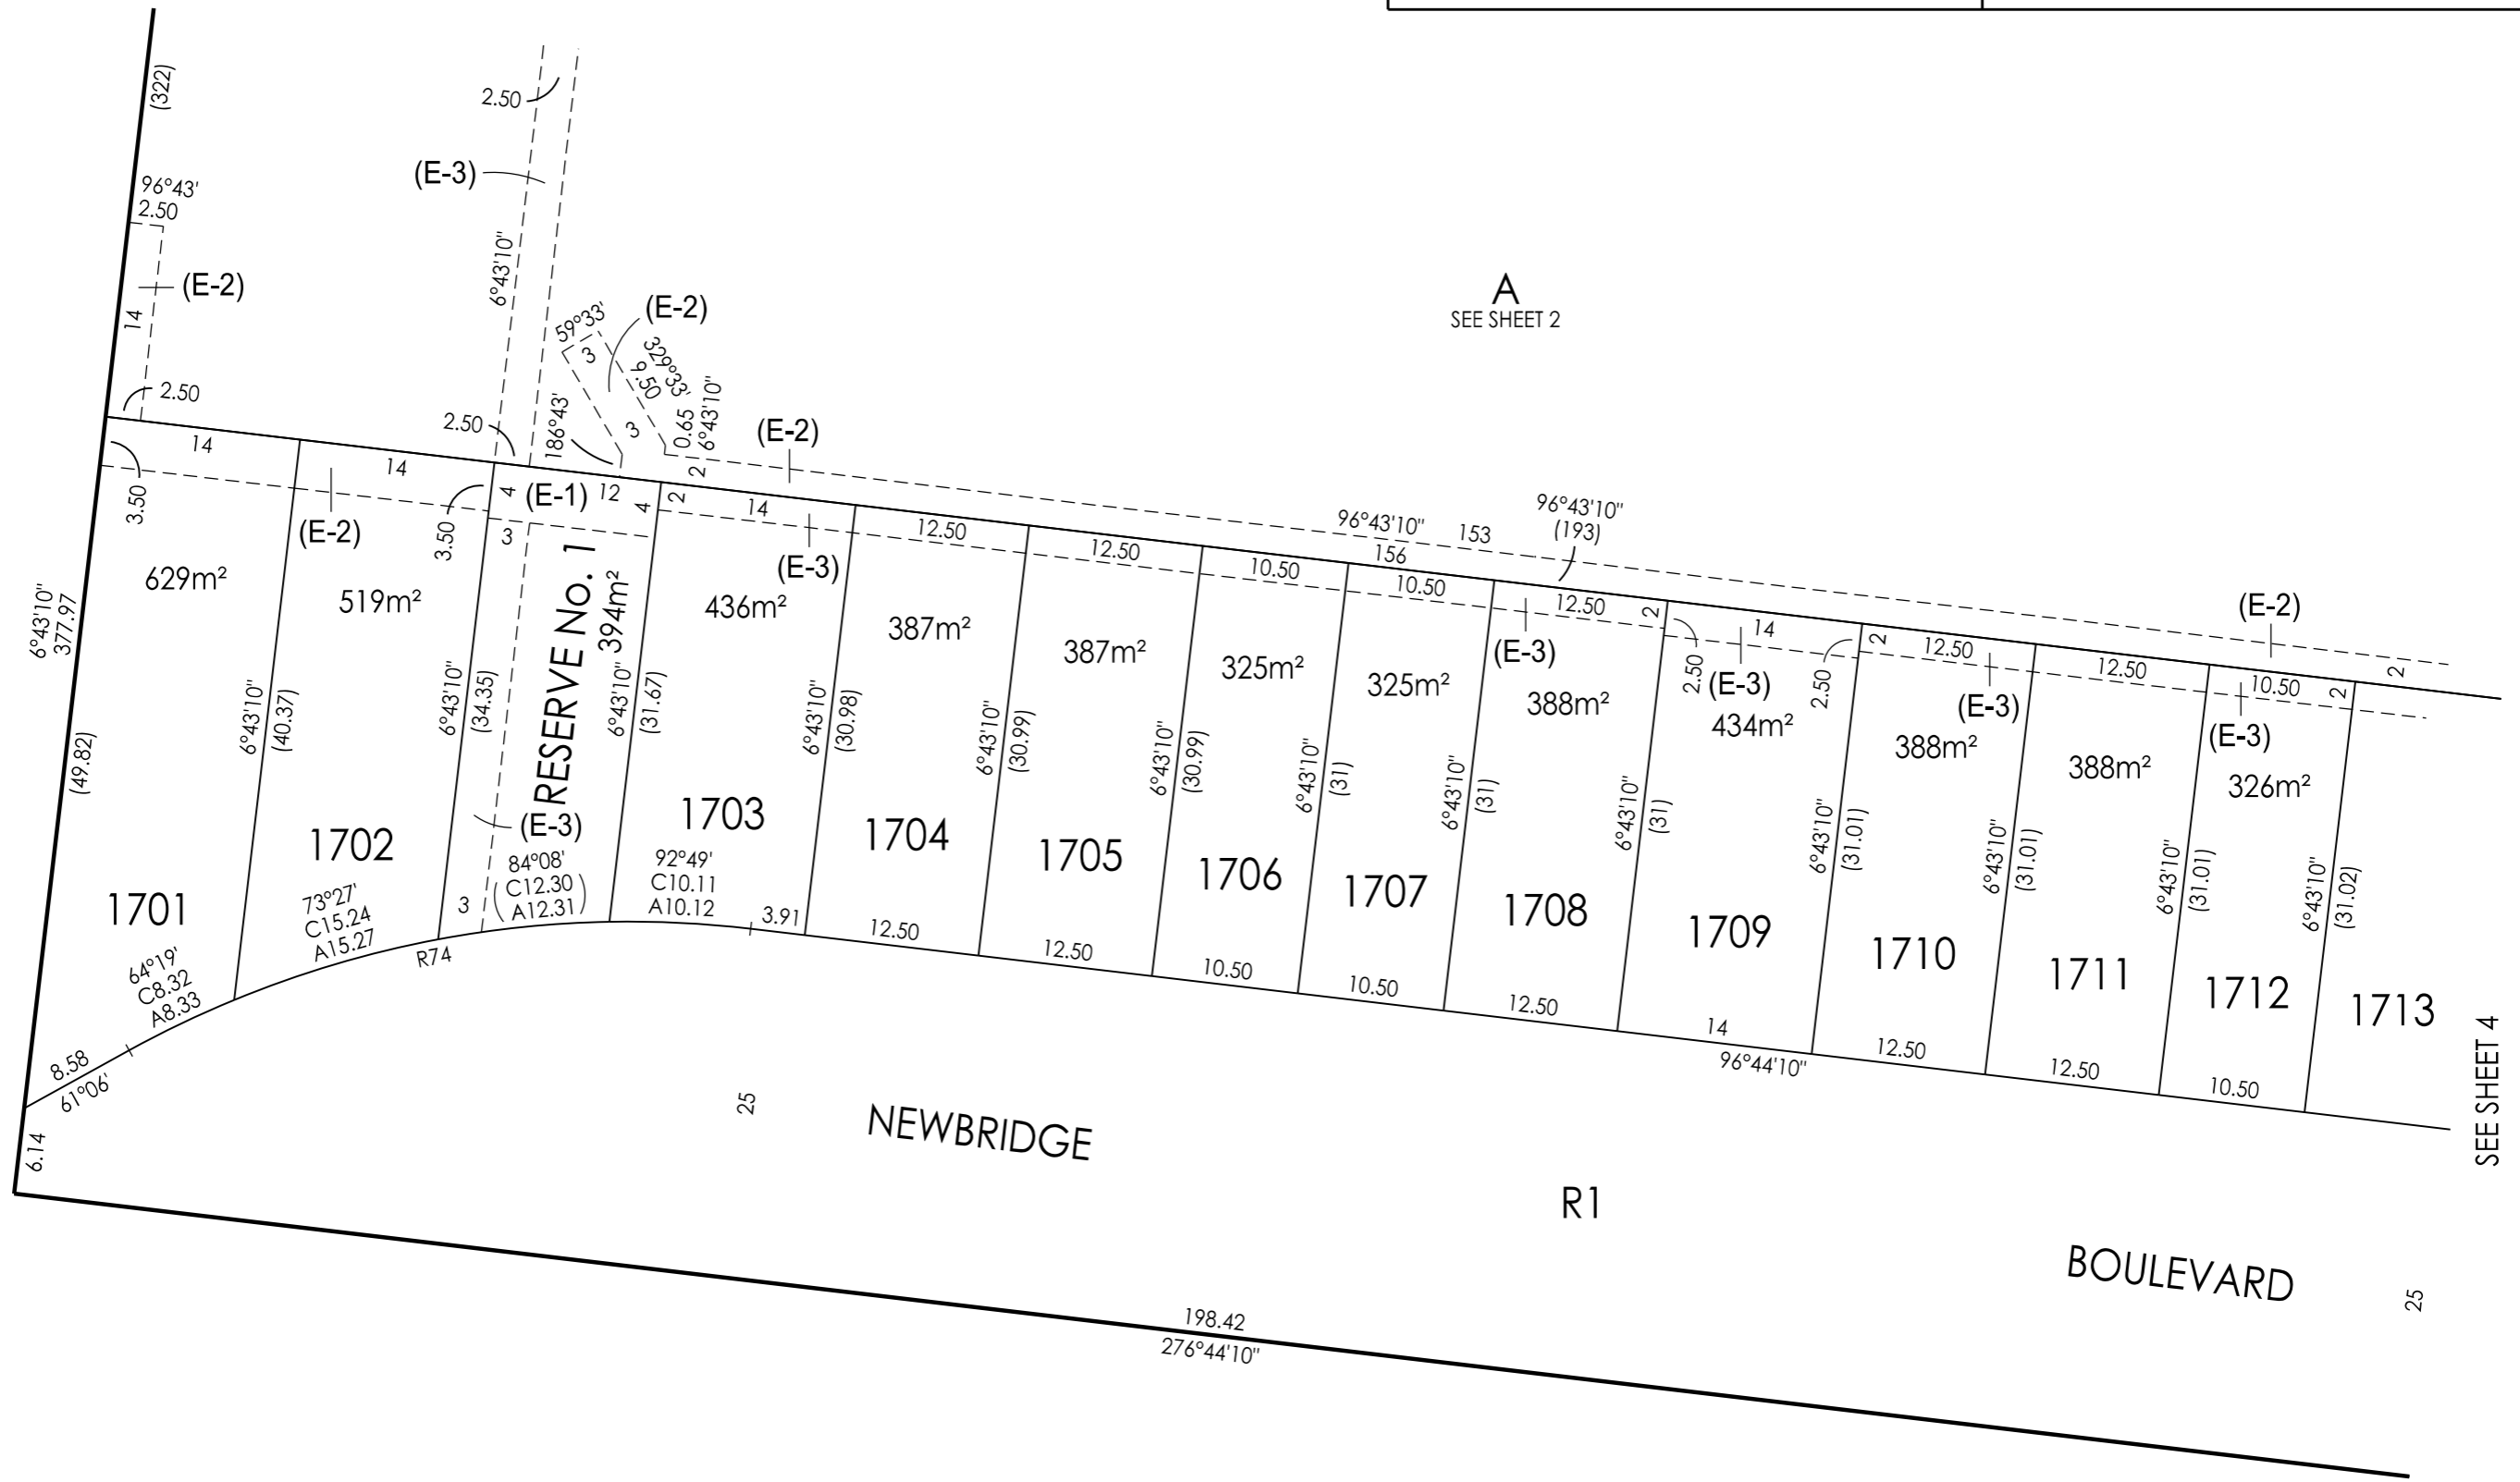 (322)
2.50
(E-3)
96°43'
2.50
6°43'10"
(E-2)
14
2.50
59°33'
3
(E-2)
329°33'
9.50
3
0.65
6°43'10"
186°43'
2.50
2
(E-2)
A
SEE SHEET 2
96°43'10"
153
96°43'10"
(193)
156
(E-2)
2
14
3.50
14
(E-2)
3.50
4
(E-1)
12
4
3
2
14
(E-3)
12.50
12.50
10.50
10.50
12.50
(E-3)
2
2.50
14
(E-3)
2.50
2
12.50
(E-3)
12.50
10.50
2
(E-3)
629m²
519m²
RESERVE No. 1
394m²
436m²
387m²
387m²
325m²
325m²
388m²
434m²
388m²
388m²
326m²
6°43'10"
377.97
(49.82)
6°43'10"
(40.37)
6°43'10"
(34.35)
6°43'10"
(31.67)
6°43'10"
(30.98)
6°43'10"
(30.99)
6°43'10"
(30.99)
6°43'10"
(31)
6°43'10"
(31)
6°43'10"
(31)
6°43'10"
(31.01)
6°43'10"
(31.01)
6°43'10"
(31.01)
6°43'10"
(31.02)
1701
1702
(E-3)
1703
1704
1705
1706
1707
1708
1709
1710
1711
1712
1713
64°19'
C8.32
A8.33
73°27'
C15.24
A15.27
3
84°08'
(C12.30
A12.31)
92°49'
C10.11
A10.12
3.91
R74
12.50
12.50
10.50
10.50
12.50
14
96°44'10"
12.50
12.50
10.50
8.58
61°06'
6.14
25
NEWBRIDGE
R1
BOULEVARD
25
SEE SHEET 4
198.42
276°44'10"